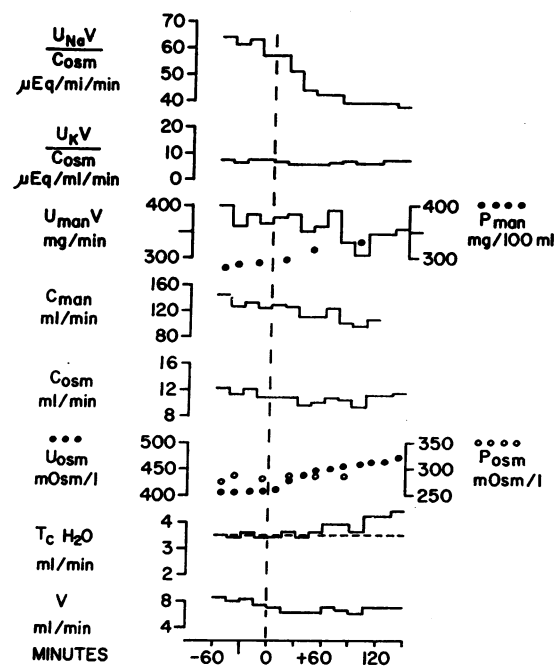 70
60
50
40
UNaV
Cosm
µEq/ml/min
20
10
0
UKV
Cosm
µEq/ml/min
400
300
UmanV
mg/min
400
300
Pman
mg/100 ml
160
120
80
Cman
ml/min
16
12
8
Cosm
ml/min
500
450
400
Uosm
mOsm/l
350
300
250
Posm
mOsm/l
4
3
2
Tc H2O
ml/min
8
4
V
ml/min
MINUTES
-60 0 +60 120